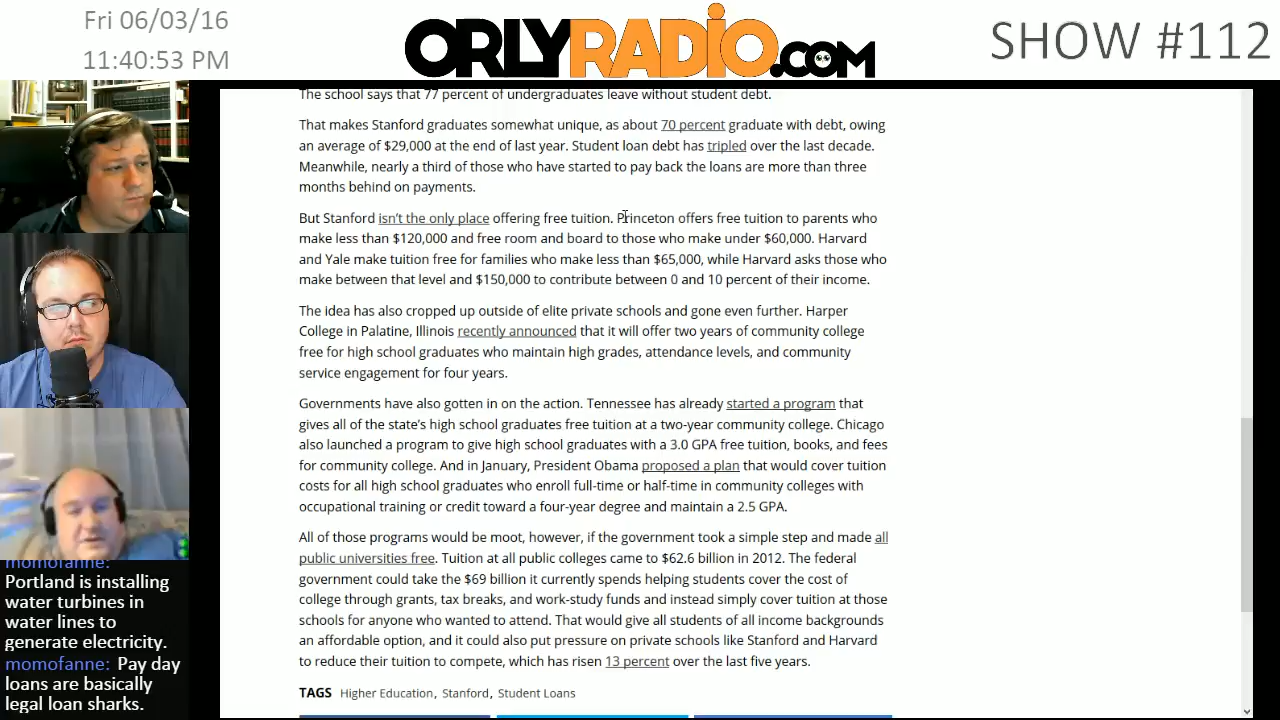 Fri 06/03/16
11:40:53 PM
ORLYRADIO.COM
SHOW #112
The school says that 77 percent of undergraduates leave without student debt.
That makes Stanford graduates somewhat unique, as about 70 percent graduate with debt, owing
an average of $29,000 at the end of last year. Student loan debt has tripled over the last decade.
Meanwhile, nearly a third of those who have started to pay back the loans are more than three
months behind on payments.
But Stanford isn't the only place offering free tuition. Princeton offers free tuition to parents who
make less than $120,000 and free room and board to those who make under $60,000. Harvard
and Yale make tuition free for families who make less than $65,000, while Harvard asks those who
make between that level and $150,000 to contribute between 0 and 10 percent of their income.
The idea has also cropped up outside of elite private schools and gone even further. Harper
College in Palatine, Illinois recently announced that it will offer two years of community college
free for high school graduates who maintain high grades, attendance levels, and community
service engagement for four years.
Governments have also gotten in on the action. Tennessee has already started a program that
gives all of the state's high school graduates free tuition at a two-year community college. Chicago
also launched a program to give high school graduates with a 3.0 GPA free tuition, books, and fees
for community college. And in January, President Obama proposed a plan that would cover tuition
costs for all high school graduates who enroll full-time or half-time in community colleges with
occupational training or credit toward a four-year degree and maintain a 2.5 GPA.
All of those programs would be moot, however, if the government took a simple step and made all
public universities free. Tuition at all public colleges came to $62.6 billion in 2012. The federal
government could take the $69 billion it currently spends helping students cover the cost of
college through grants, tax breaks, and work-study funds and instead simply cover tuition at those
schools for anyone who wanted to attend. That would give all students of all income backgrounds
an affordable option, and it could also put pressure on private schools like Stanford and Harvard
to reduce their tuition to compete, which has risen 13 percent over the last five years.
TAGS Higher Education, Stanford, Student Loans
momofanne:
Portland is installing
water turbines in
water lines to
generate electricity.
momofanne: Pay day
loans are basically
legal loan sharks.